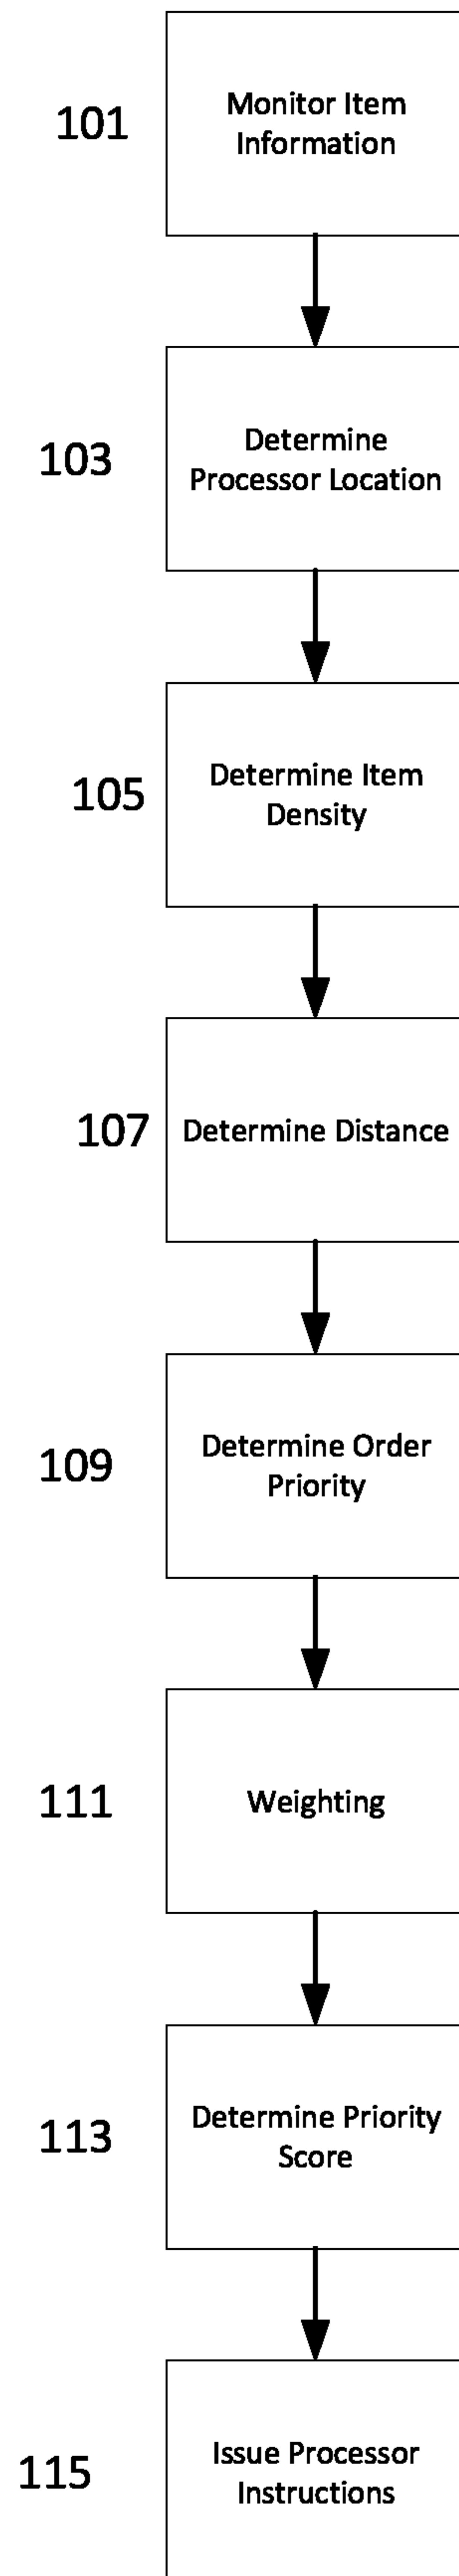 101
Monitor Item
Information
103
Determine
Processor Location
105
Determine Item
Density
107
Determine Distance
109
Determine Order
Priority
111
Weighting
113
Determine Priority
Score
115
Issue Processor
Instructions